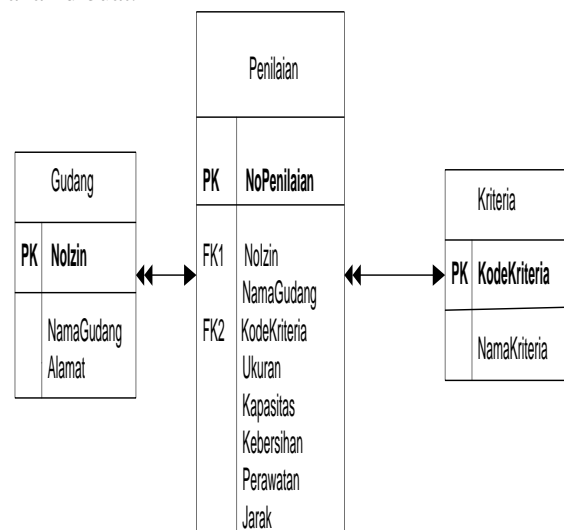 Penilaian
PK NoPenilaian
FK1 NoIzin
NamaGudang
FK2 KodeKriteria
Ukuran
Kapasitas
Kebersihan
Perawatan
Jarak
Gudang
PK NoIzin
NamaGudang
Alamat
Kriteria
PK KodeKriteria
NamaKriteria